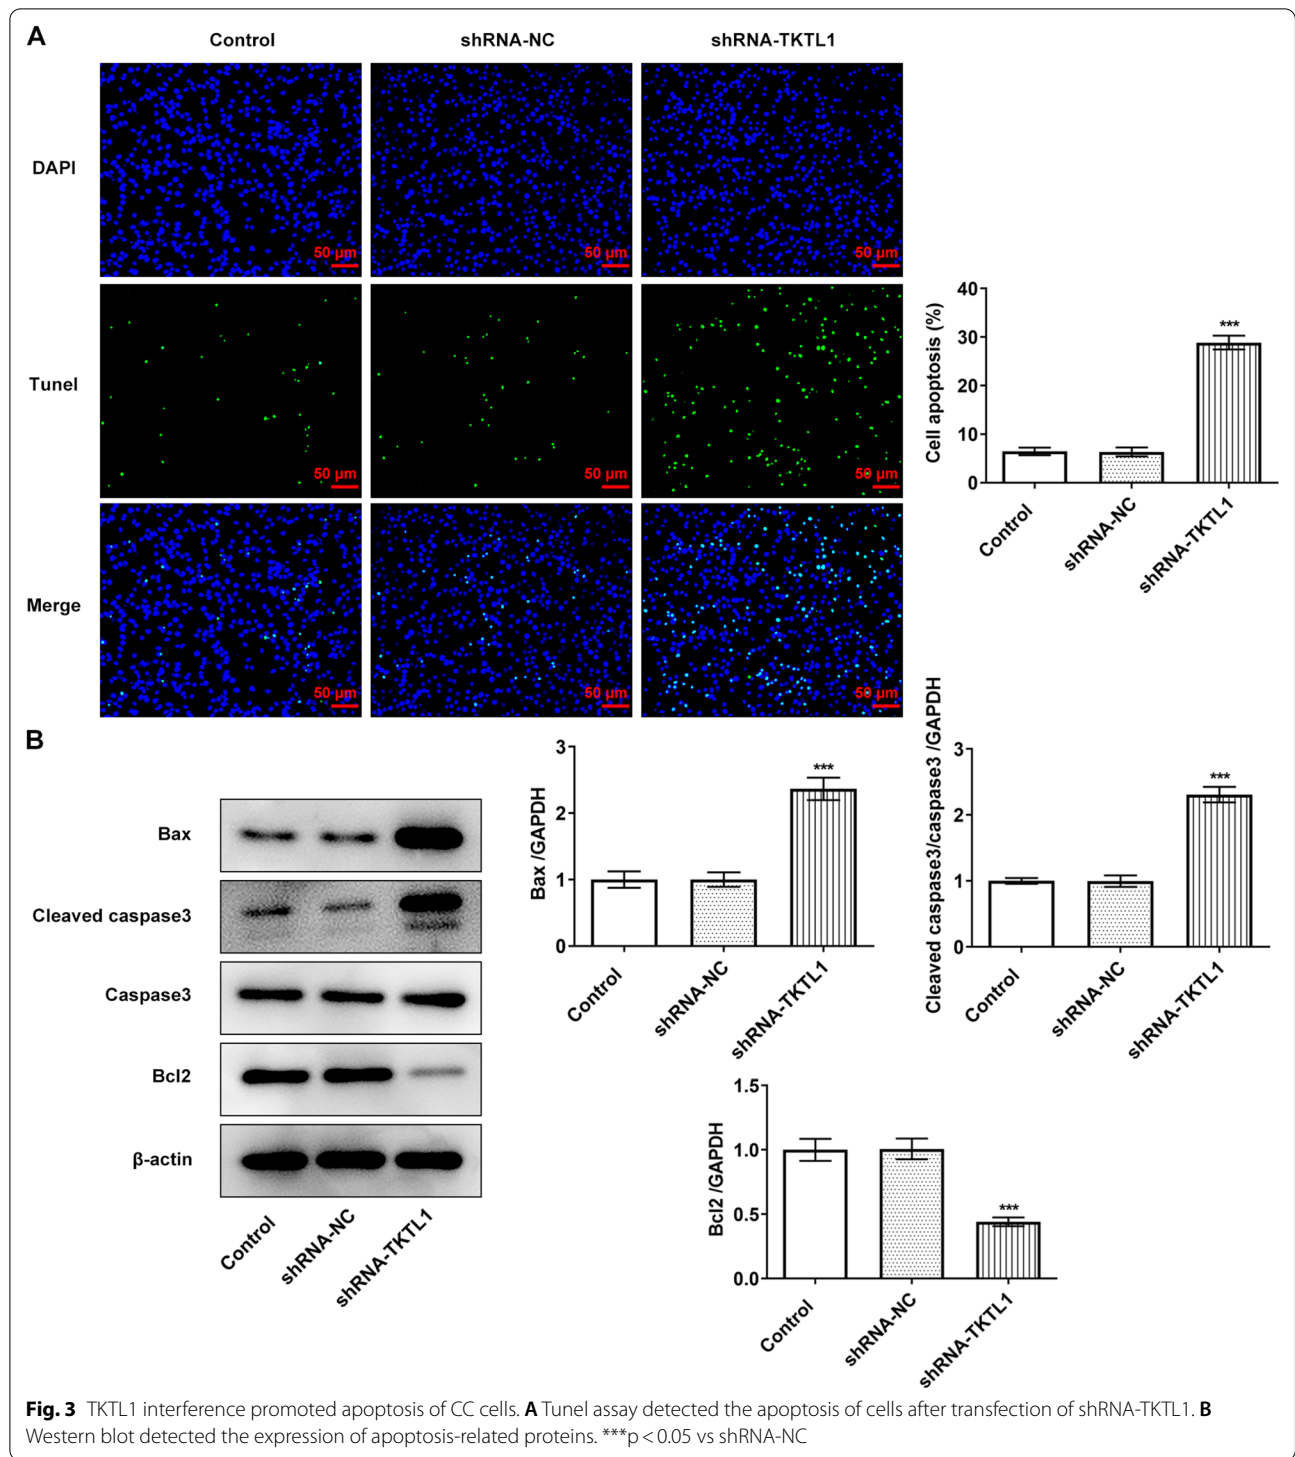 A
Control
shRNA-NC
shRNA-TKTL1
DAPI
50 µm
50 µm
50 µm
Tunel
50 µm
50 µm
50 µm
Merge
50 µm
50 µm
50 µm
Cell apoptosis (%)
40
30
20
10
0
***
Control
shRNA-NC
shRNA-TKTL1
B
Bax
Cleaved caspase3
Caspase3
Bcl2
β-actin
Control
shRNA-NC
shRNA-TKTL1
Bax /GAPDH
3
2
1
0
***
Control
shRNA-NC
shRNA-TKTL1
Cleaved caspase3/caspase3 /GAPDH
3
2
1
0
***
Control
shRNA-NC
shRNA-TKTL1
Bcl2 /GAPDH
1.5
1.0
0.5
0.0
***
Control
shRNA-NC
shRNA-TKTL1
Fig. 3 TKTL1 interference promoted apoptosis of CC cells. A Tunel assay detected the apoptosis of cells after transfection of shRNA-TKTL1. B
Western blot detected the expression of apoptosis-related proteins. ***p < 0.05 vs shRNA-NC